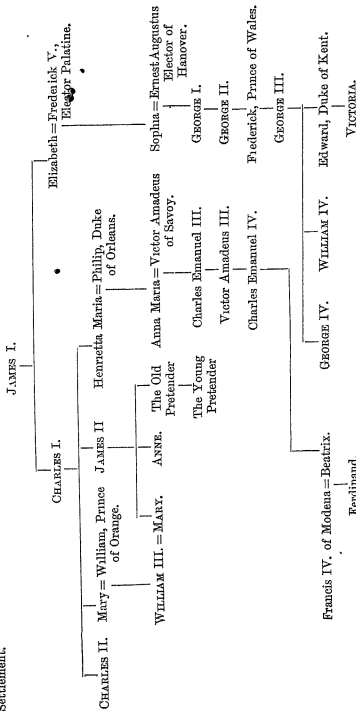 Settlement.
JAMES I.
CHARLES I.
Elizabeth = Frederick V.,
Elector Palatine.
CHARLES II.
Mary = William, Prince
of Orange.
JAMES II
Henrietta Maria = Philip, Duke
of Orleans.
Sophia = Ernest Augustus
Elector of
Hanover.
WILLIAM III. = MARY.
ANNE.
The Old
Pretender
Anna Maria = Victor Amadeus
of Savoy.
GEORGE I.
The Young
Pretender
Charles Emanuel III.
GEORGE II.
Victor Amadeus III.
Frederick, Prince of Wales.
Charles Emanuel IV.
GEORGE III.
Francis IV. of Modena = Beatrix.
GEORGE IV.
WILLIAM IV.
Edward, Duke of Kent.
Ferdinand.
VICTORIA.